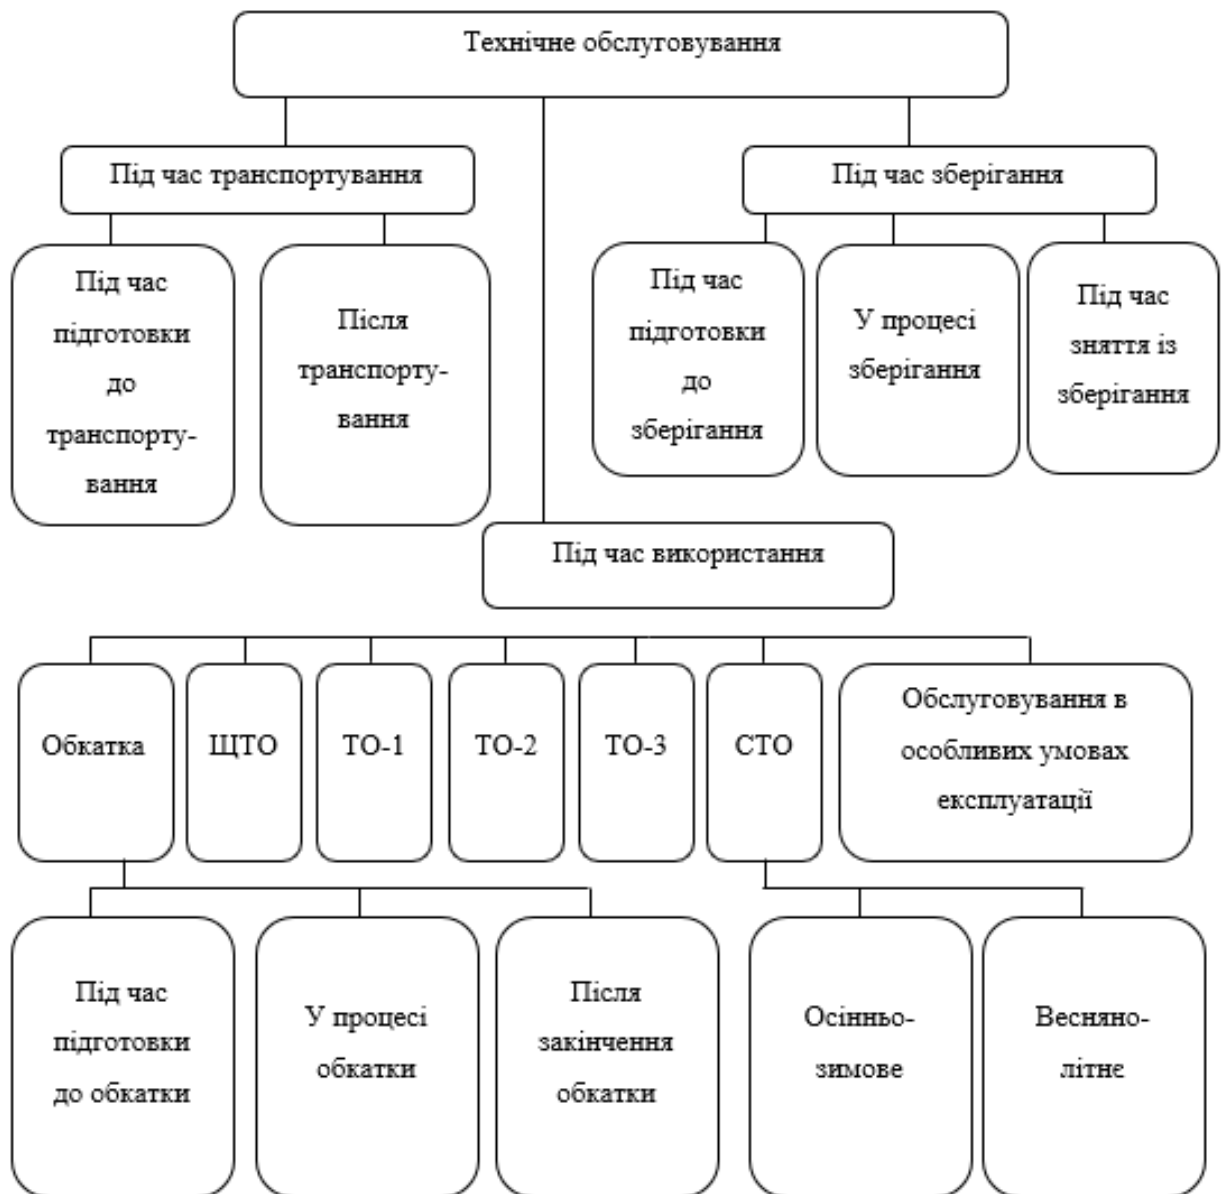 Технічне обслуговування
Під час транспортування
Під час зберігання
Під час
підготовки
до
транспорту-
вання
Після
транспорту-
вання
Під час
підготовки
до
зберігання
У процесі
зберігання
Під час
зняття із
зберігання
Під час використання
Обкатка
ЩТО
ТО-1
ТО-2
ТО-3
СТО
Обслуговування в
особливих умовах
експлуатації
Під час
підготовки
до обкатки
У процесі
обкатки
Після
закінчення
обкатки
Осінньо-
зимове
Весняно-
літнє